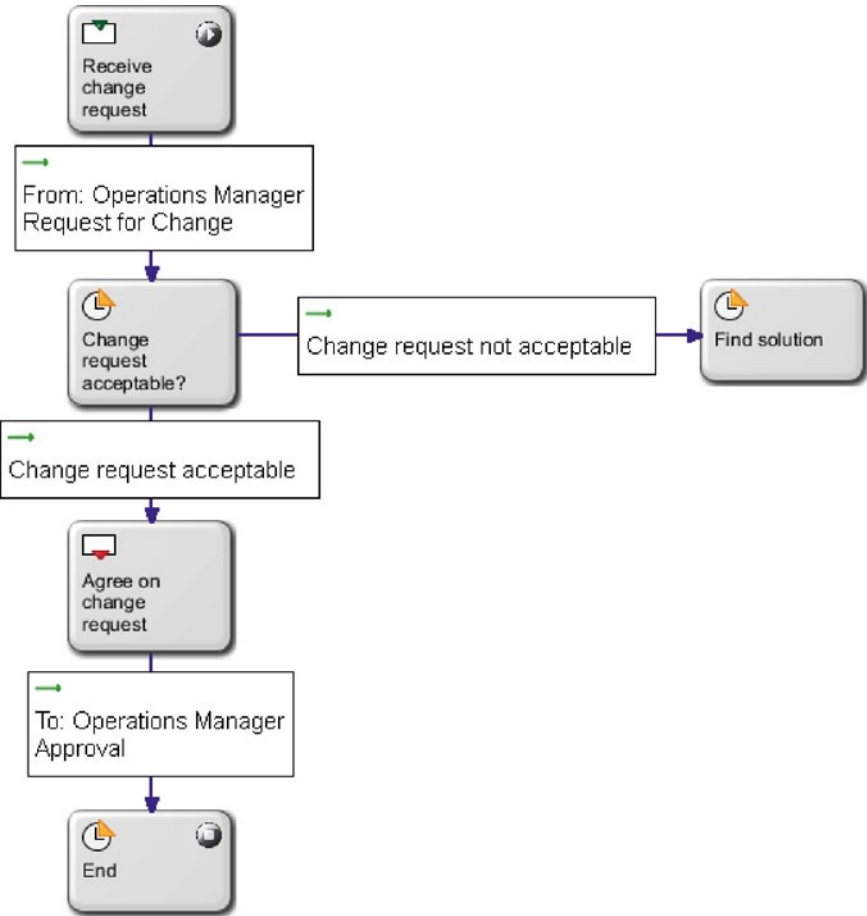 Receive
change
request
From: Operations Manager
Request for Change
Change
request
acceptable?
Change request not acceptable
Find solution
Change request acceptable
Agree on
change
request
To: Operations Manager
Approval
End